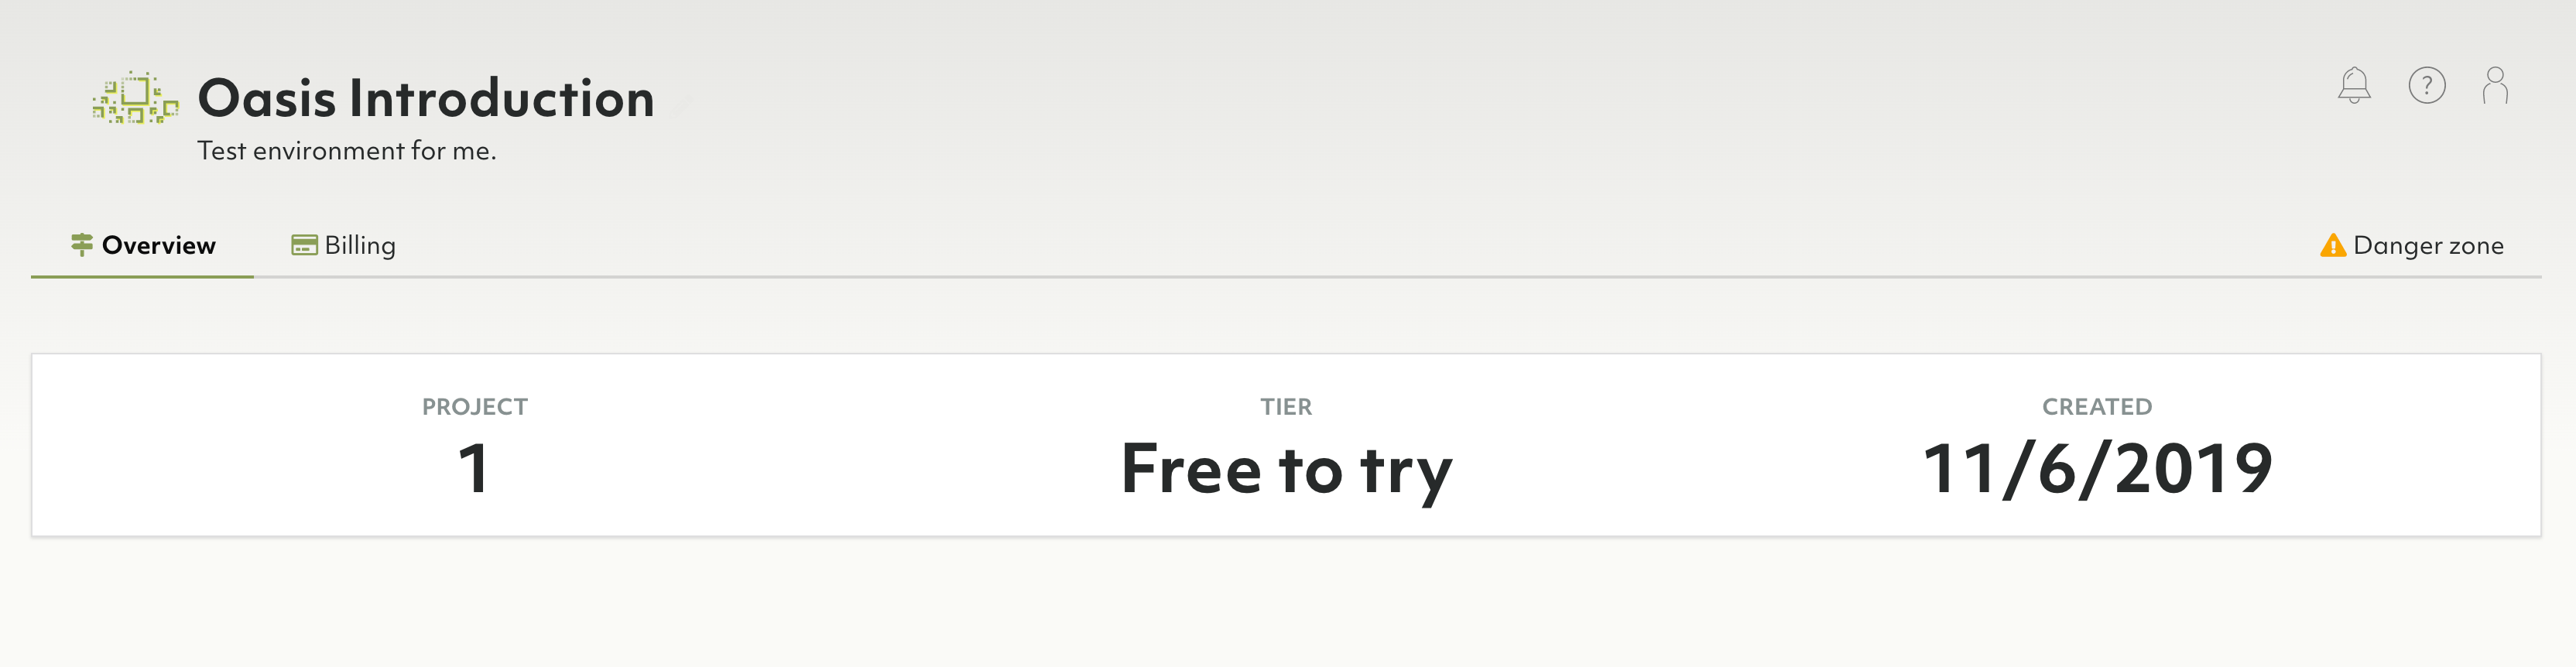 Oasis Introduction
Test environment for me.
?
Overview
Billing
Danger zone
PROJECT
TIER
CREATED
1
Free to try
11/6/2019